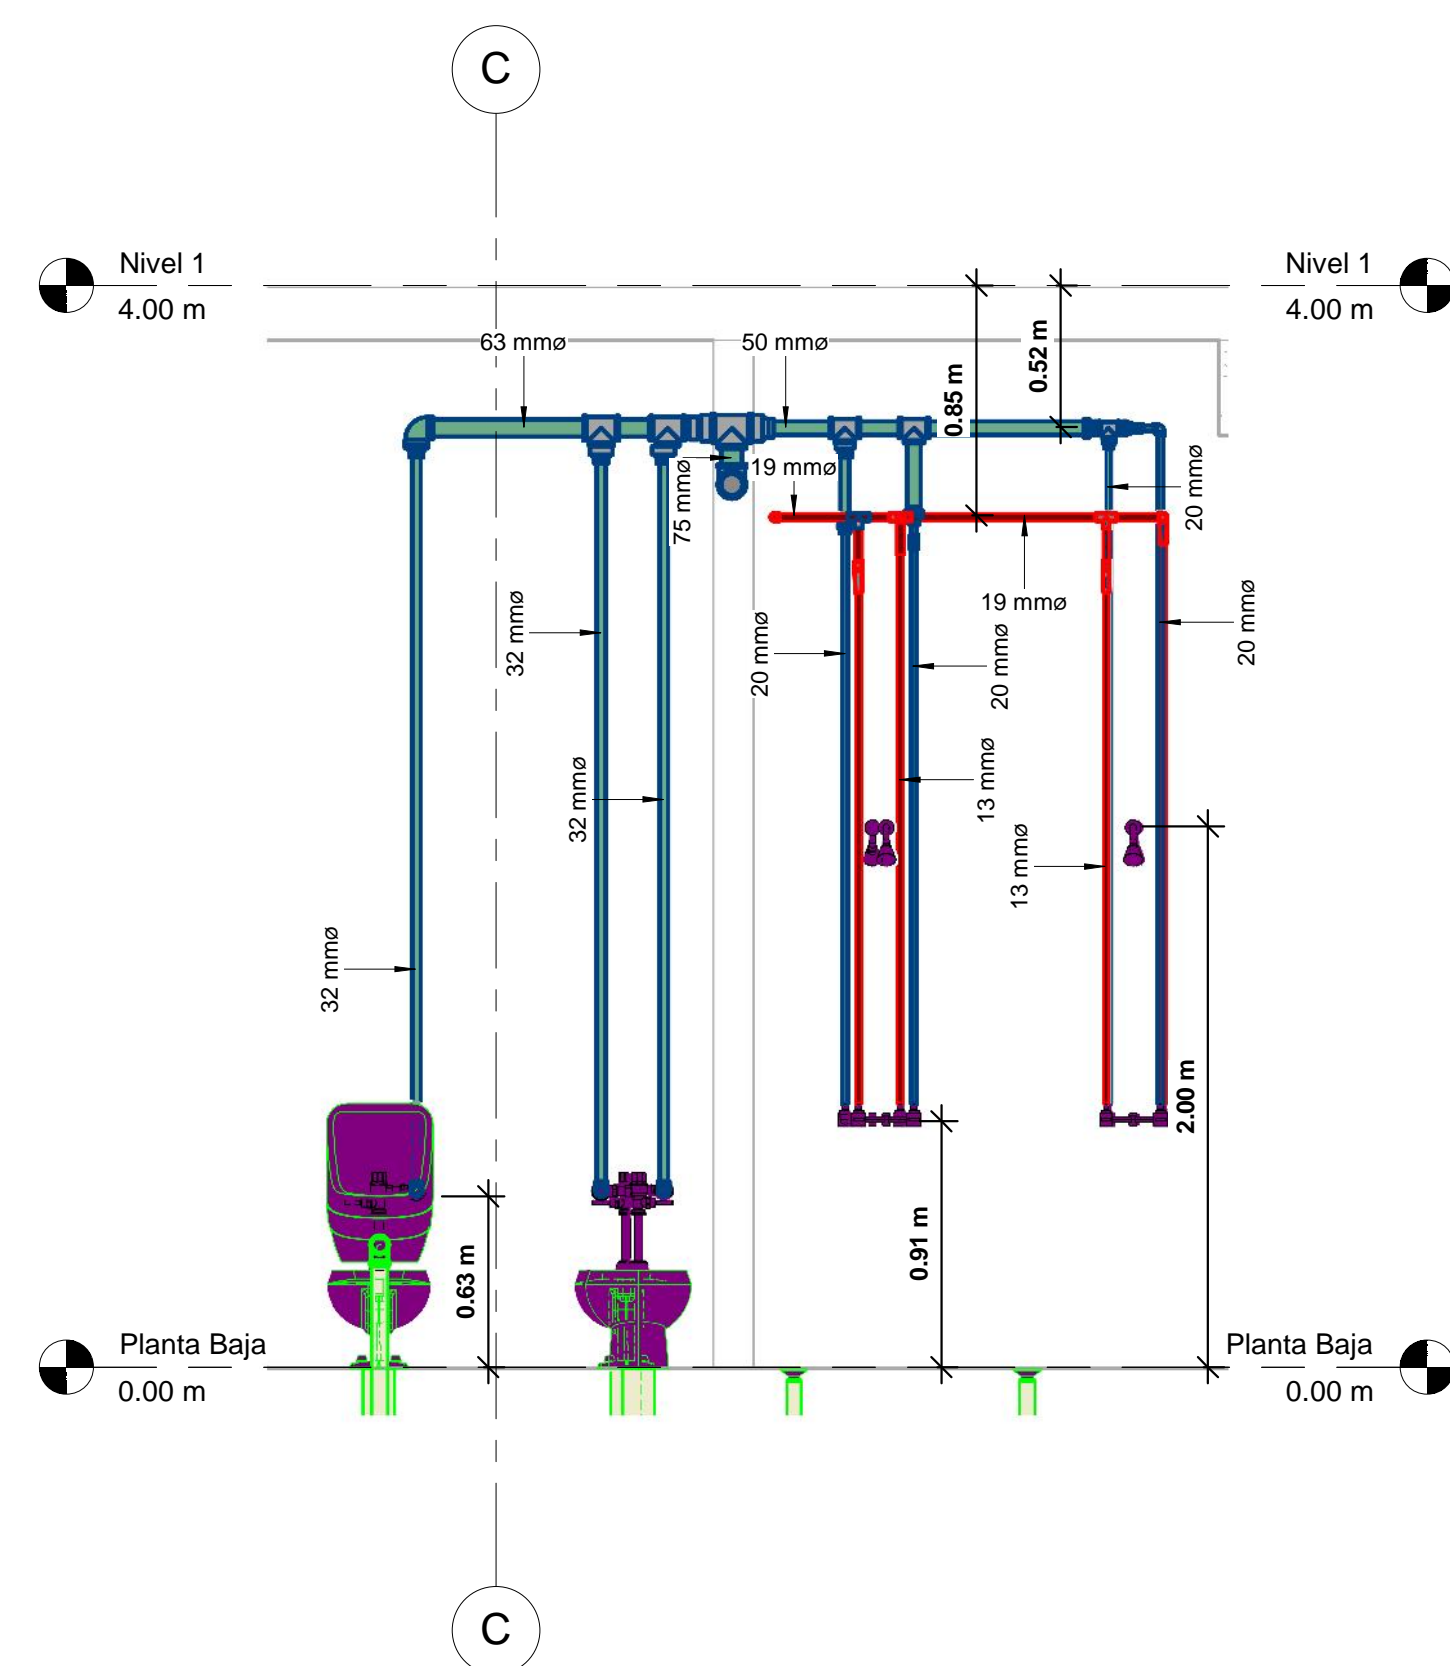 C
Nivel 1
4.00 m
Nivel 1
4.00 m
63 mmø
50 mmø
0.85 m
0.52 m
75 mmø
19 mmø
20 mmø
32 mmø
20 mmø
19 mmø
20 mmø
20 mmø
32 mmø
13 mmø
13 mmø
32 mmø
2.00 m
0.91 m
0.63 m
Planta Baja
0.00 m
Planta Baja
0.00 m
C